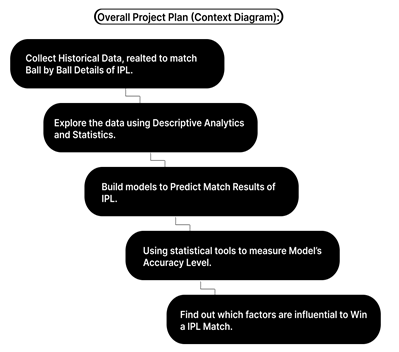 Overall Project Plan (Context Diagram):
Collect Historical Data, realted to match
Ball by Ball Details of IPL.
Explore the data using Descriptive Analytics
and Statistics.
Build models to Predict Match Results of
IPL.
Using statistical tools to measure Model's
Accuracy Level.
Find out which factors are influential to Win
a IPL Match.